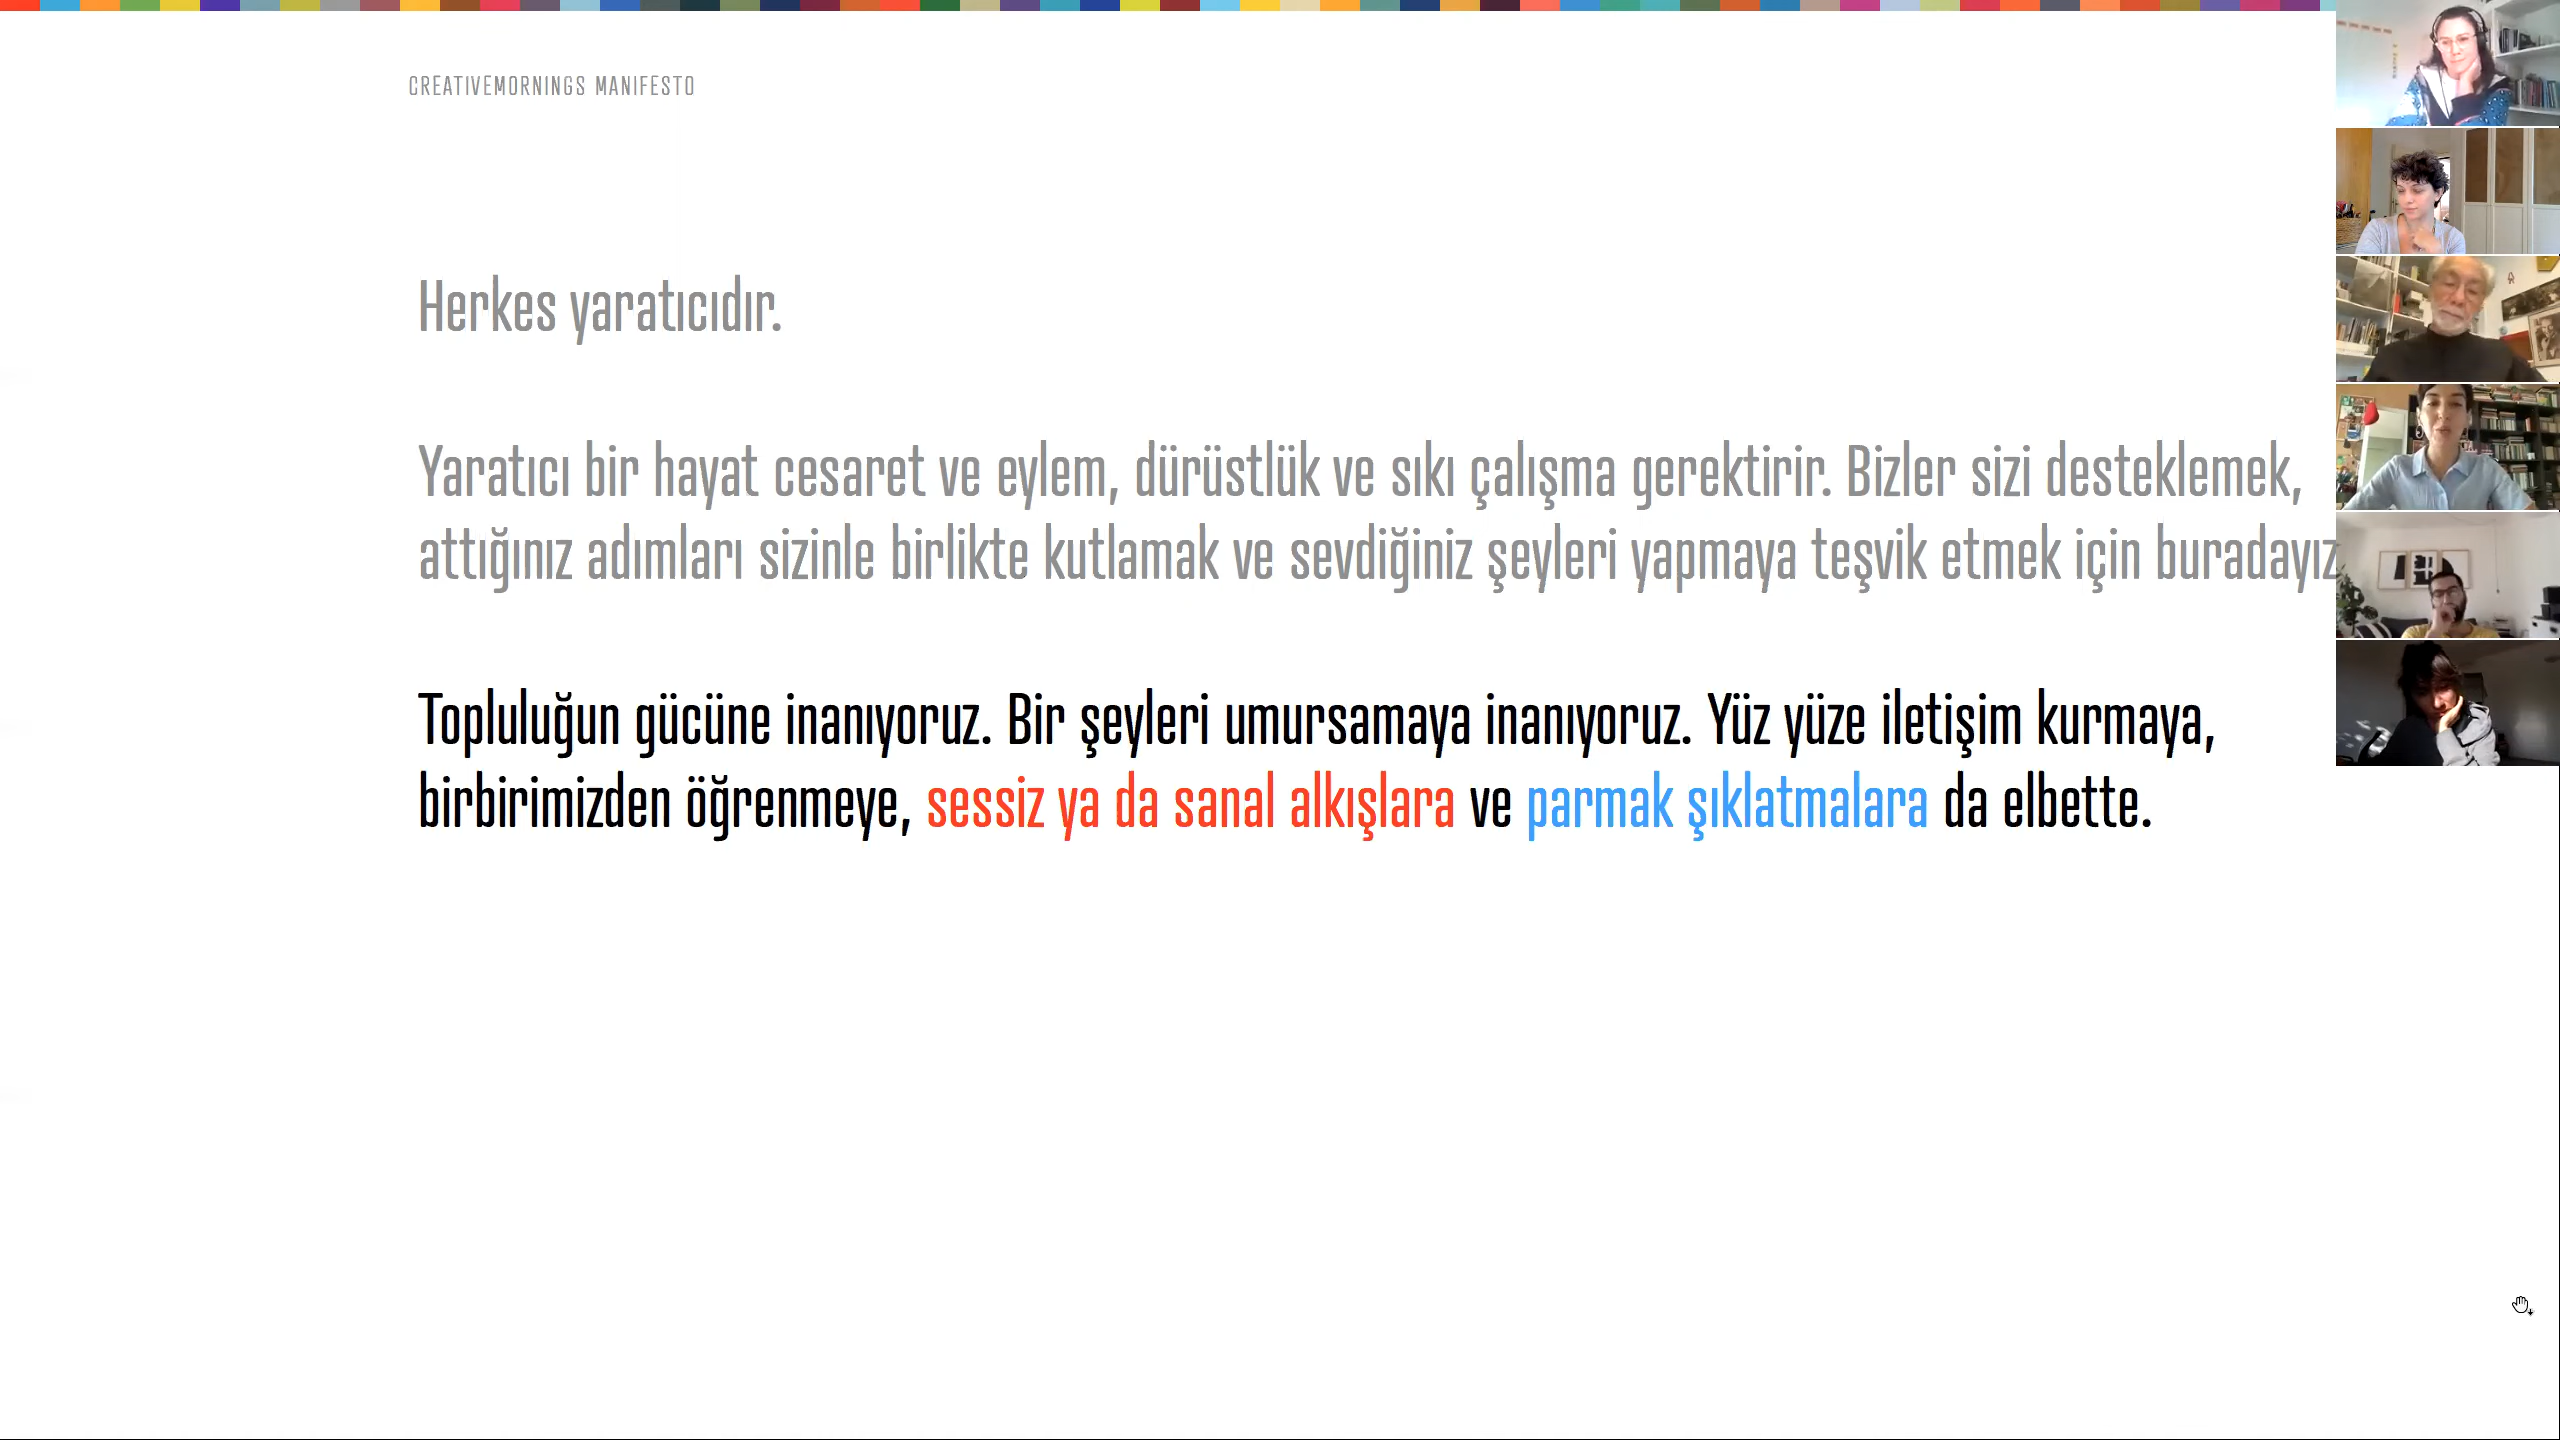 CREATIVEMORNINGS MANIFESTO
Herkes yaratıcıdır.
Yaratıcı bir hayat cesaret ve eylem, dürüstlük ve sıkı çalışma gerektirir. Bizler sizi desteklemek,
attığınız adımları sizinle birlikte kutlamak ve sevdiğiniz şeyleri yapmaya teşvik etmek için buradayız
Topluluğun gücüne inanıyoruz. Bir şeyleri umursamaya inanıyoruz. Yüz yüze iletişim kurmaya,
birbirimizden öğrenmeye, sessiz ya da sanal alkışlara ve parmak şıklatmalara da elbette.